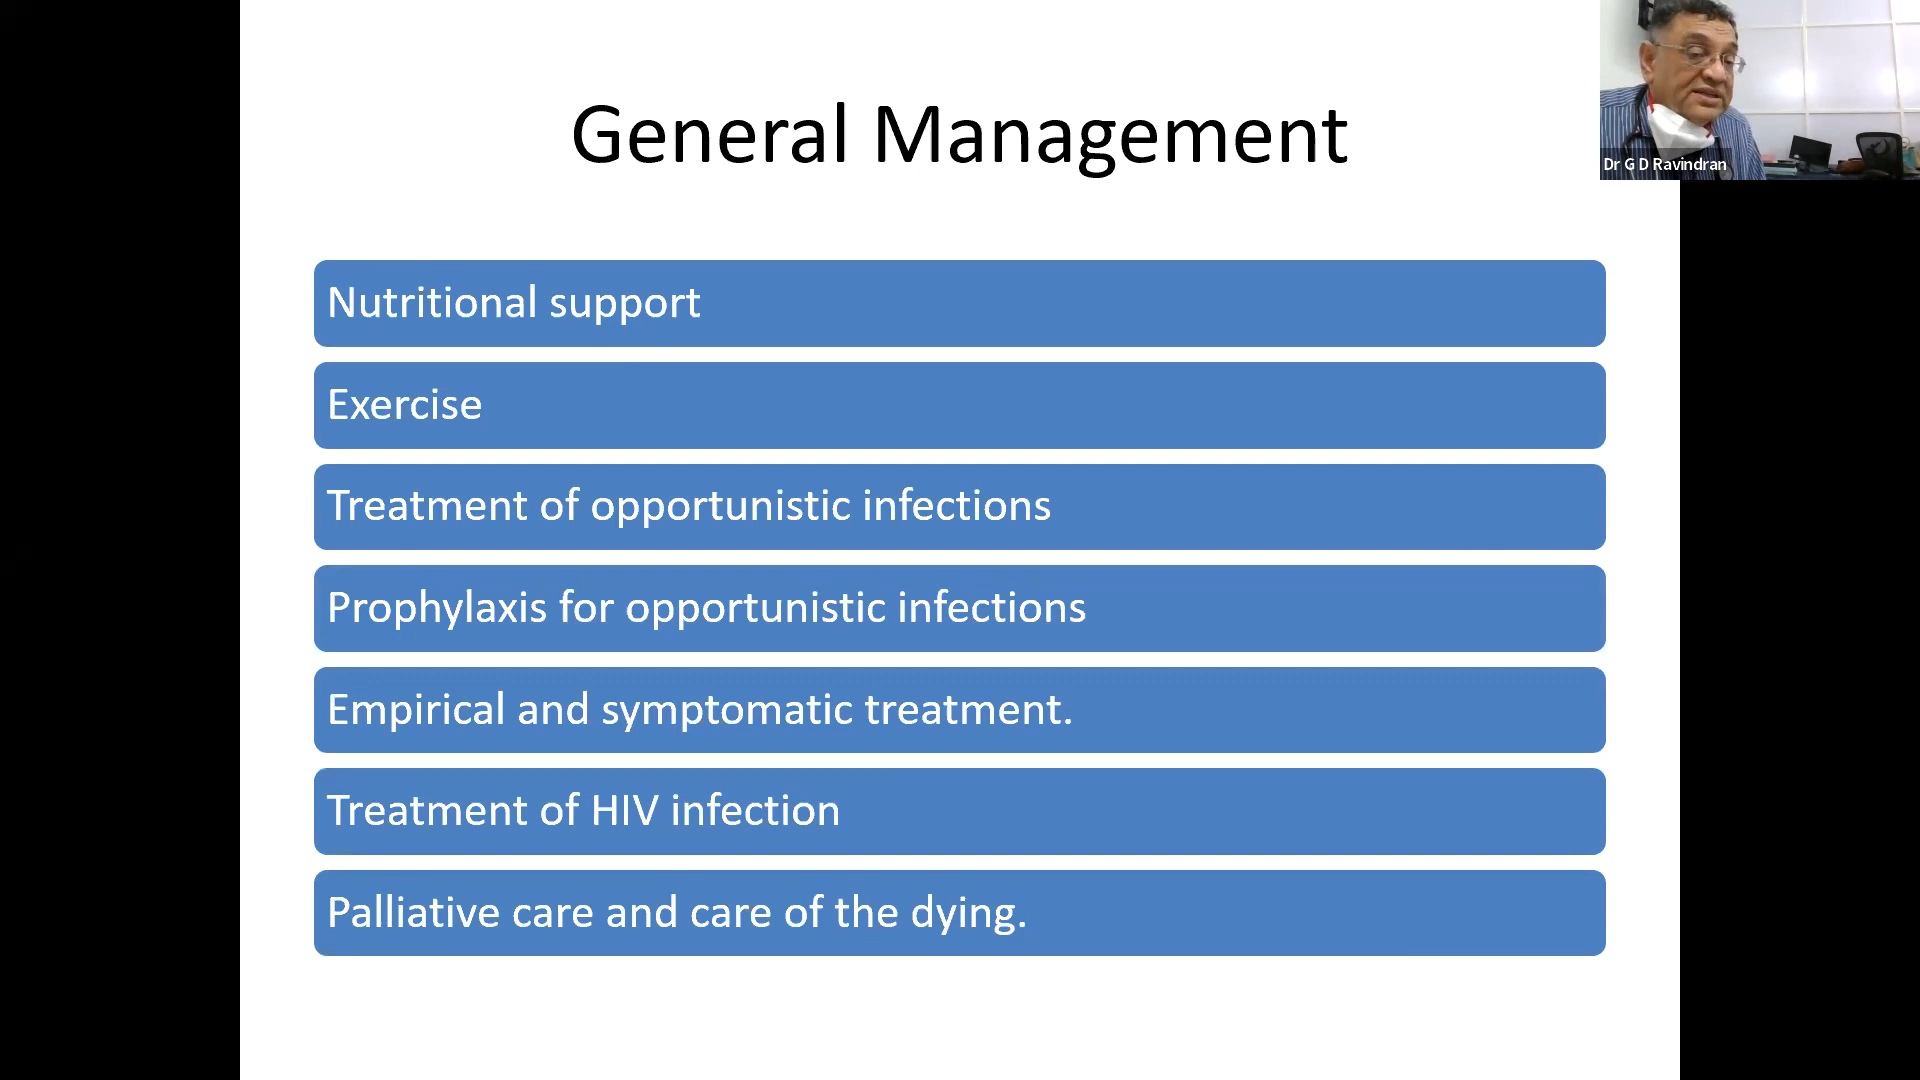 General Management
Dr G D Ravindran
Nutritional support
Exercise
Treatment of opportunistic infections
Prophylaxis for opportunistic infections
Empirical and symptomatic treatment.
Treatment of HIV infection
Palliative care and care of the dying.